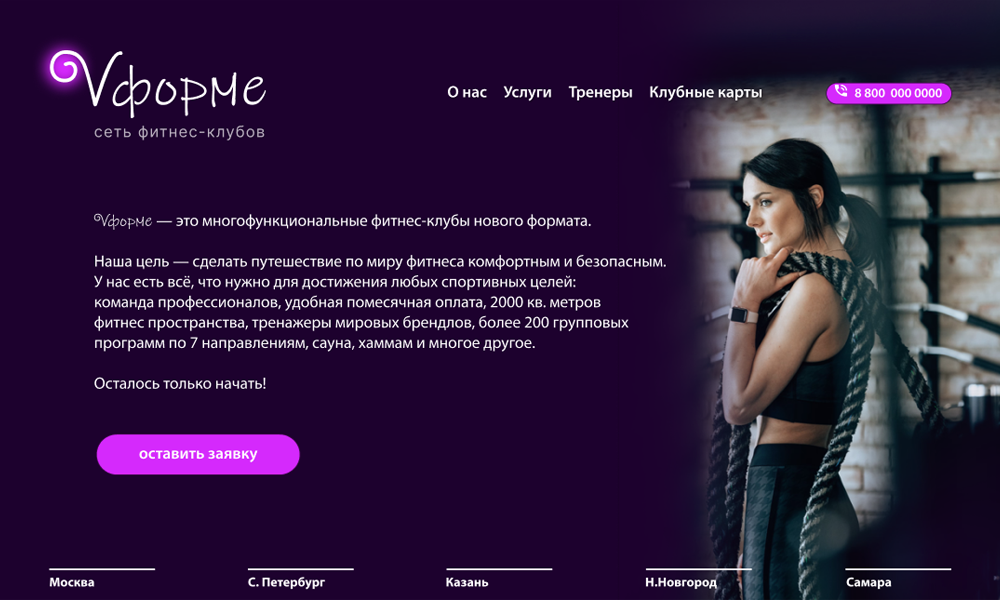 Vформе
сеть фитнес-клубов
О нас Услуги Тренеры Клубные карты
8 800 000 0000
Vформе — это многофункциональные фитнес-клубы нового формата.
Наша цель — сделать путешествие по миру фитнеса комфортным и безопасным.
У нас есть всё, что нужно для достижения любых спортивных целей:
команда профессионалов, удобная помесячная оплата, 2000 кв. метров
фитнес пространства, тренажеры мировых брендлов, более 200 групповых
программ по 7 направлениям, сауна, хаммам и многое другое.
Осталось только начать!
оставить заявку
Москва С. Петербург Казань Н.Новгород Самара